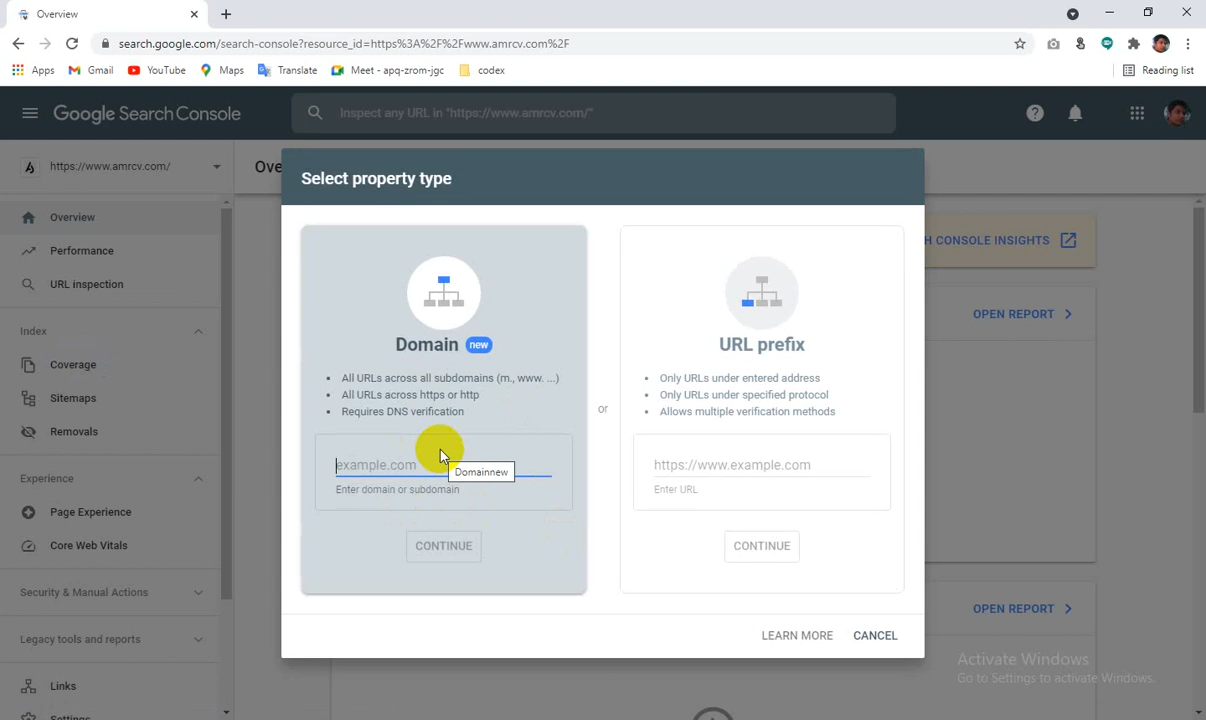 Overview
search.google.com/search-console?resource_id=https%3A%2F%2Fwww.amrcv.com%2F
Apps Gmail YouTube Maps Translate Meet - apq-zrom-jgc codex Reading list
Google Search Console
Inspect any URL in "https://www.amrcv.com/"
https://www.amrcv.com/
Ove
Select property type
Overview
Performance
URL inspection
Index
Coverage
Sitemaps
Removals
Experience
Page Experience
Core Web Vitals
Security & Manual Actions
Legacy tools and reports
Links
Settings
Domain new
All URLs across all subdomains (m., www. ...)
All URLs across https or http
Requires DNS verification
example.com
Domainnew
Enter domain or subdomain
CONTINUE
or
URL prefix
Only URLs under entered address
Only URLs under specified protocol
Allows multiple verification methods
https://www.example.com
Enter URL
CONTINUE
LEARN MORE CANCEL
H CONSOLE INSIGHTS
OPEN REPORT
OPEN REPORT
Activate Windows
Go to Settings to activate Windows.